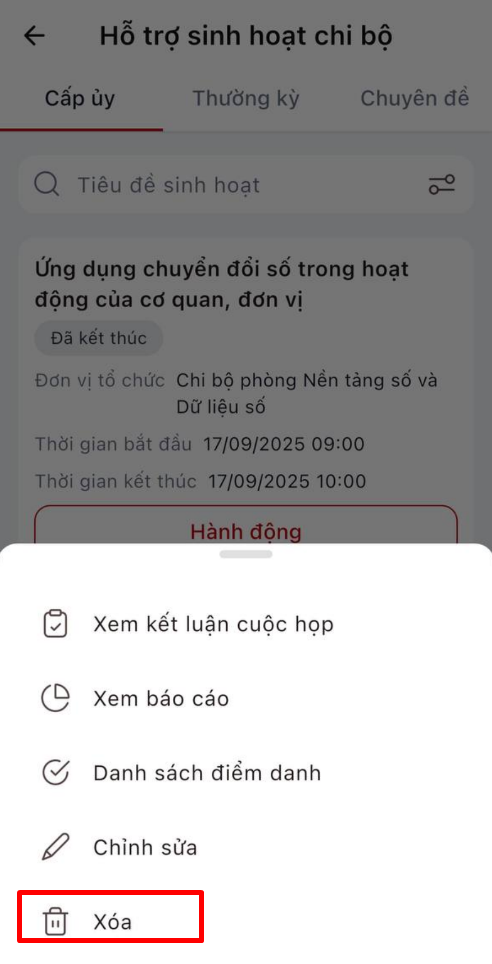 Hỗ trợ sinh hoạt chi bộ
Cấp ủy Thường kỳ Chuyên đề
Tiêu đề sinh hoạt
Ứng dụng chuyển đổi số trong hoạt
động của cơ quan, đơn vị
Đã kết thúc
Đơn vị tổ chức Chi bộ phòng Nền tảng số và
Dữ liệu số
Thời gian bắt đầu 17/09/2025 09:00
Thời gian kết thúc 17/09/2025 10:00
Hành động
Xem kết luận cuộc họp
Xem báo cáo
Danh sách điểm danh
Chỉnh sửa
Xóa